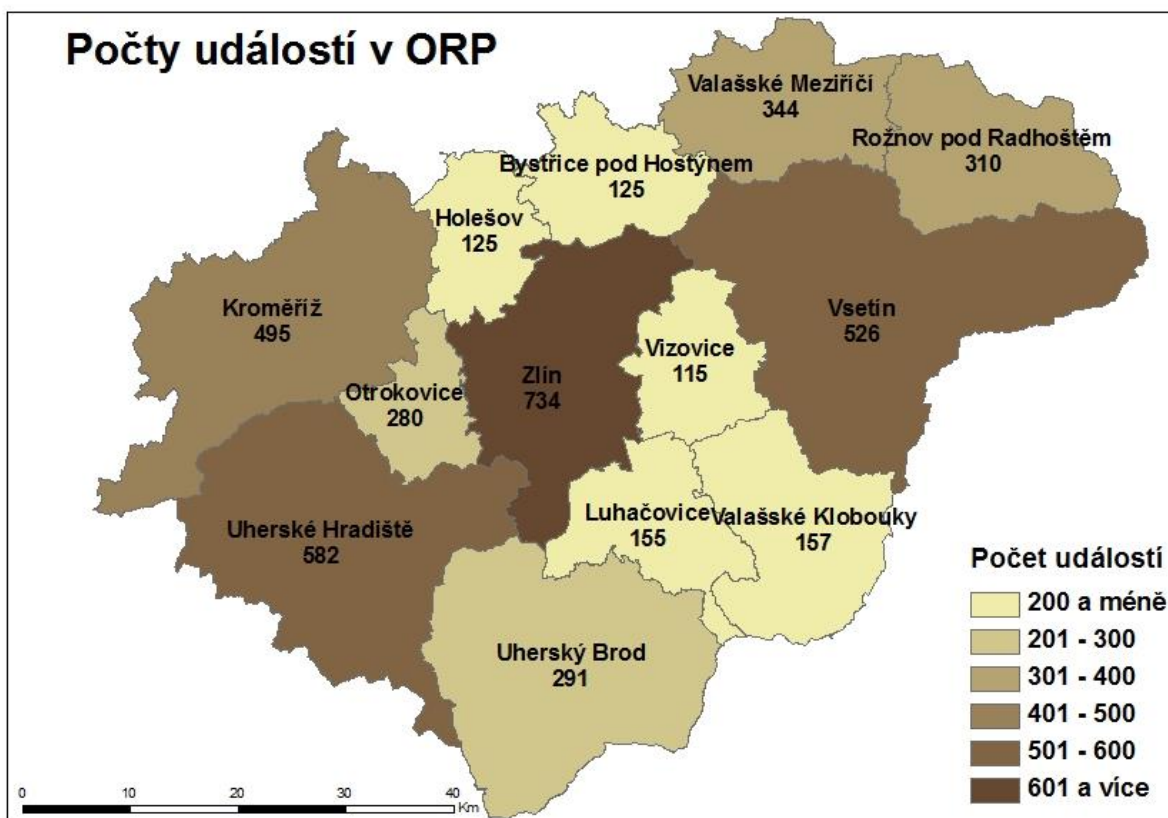 Počty událostí v ORP
Valašské Meziříčí
344
Rožnov pod Radhoštěm
310
Bystřice pod Hostýnem
125
Holešov
125
Kroměříž
495
Vsetín
526
Vizovice
115
Zlín
734
Otrokovice
280
Luhačovice
155
Valašské Klobouky
157
Uherské Hradiště
582
Uherský Brod
291
Počet událostí
200 a méně
201 - 300
301 - 400
401 - 500
501 - 600
601 a více
0 10 20 30 40
Km